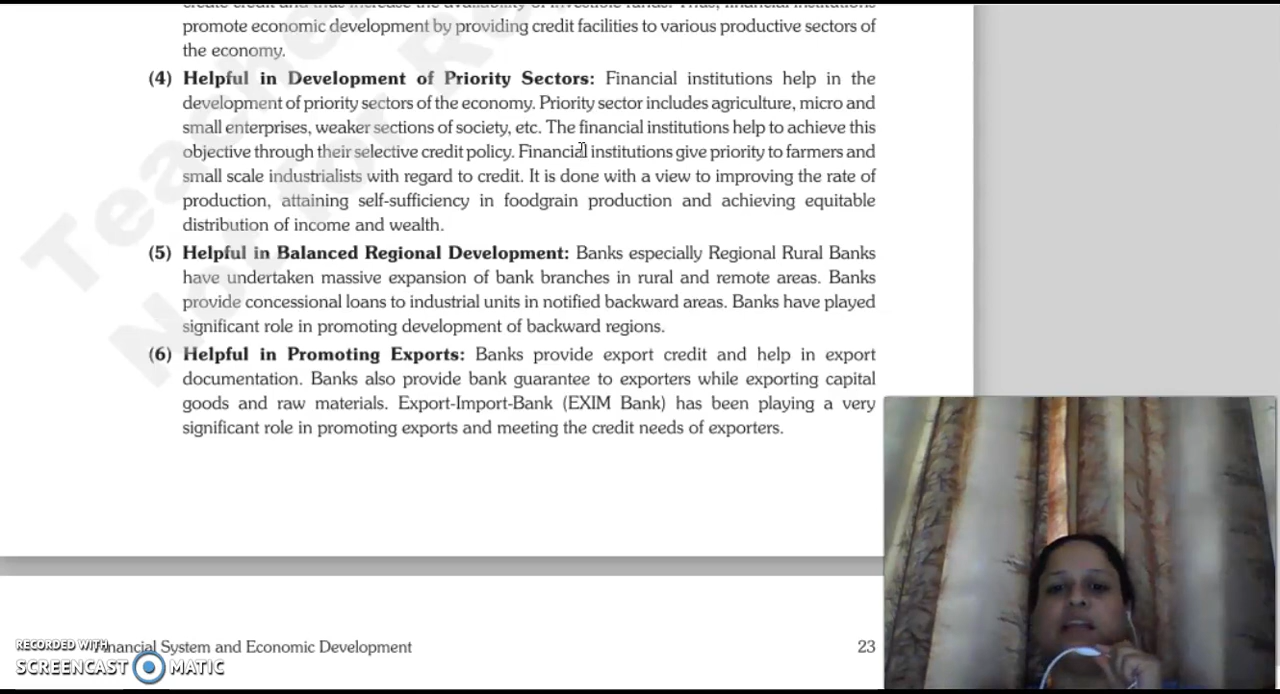 promote economic development by providing credit facilities to various productive sectors of
the economy.
(4) Helpful in Development of Priority Sectors: Financial institutions help in the
development of priority sectors of the economy. Priority sector includes agriculture, micro and
small enterprises, weaker sections of society, etc. The financial institutions help to achieve this
objective through their selective credit policy. Financial institutions give priority to farmers and
small scale industrialists with regard to credit. It is done with a view to improving the rate of
production, attaining self-sufficiency in foodgrain production and achieving equitable
distribution of income and wealth.
(5) Helpful in Balanced Regional Development: Banks especially Regional Rural Banks
have undertaken massive expansion of bank branches in rural and remote areas. Banks
provide concessional loans to industrial units in notified backward areas. Banks have played
significant role in promoting development of backward regions.
(6) Helpful in Promoting Exports: Banks provide export credit and help in export
documentation. Banks also provide bank guarantee to exporters while exporting capital
goods and raw materials. Export-Import-Bank (EXIM Bank) has been playing a very
significant role in promoting exports and meeting the credit needs of exporters.
Financial System and Economic Development 23
RECORDED WITH
SCREENCAST MATIC